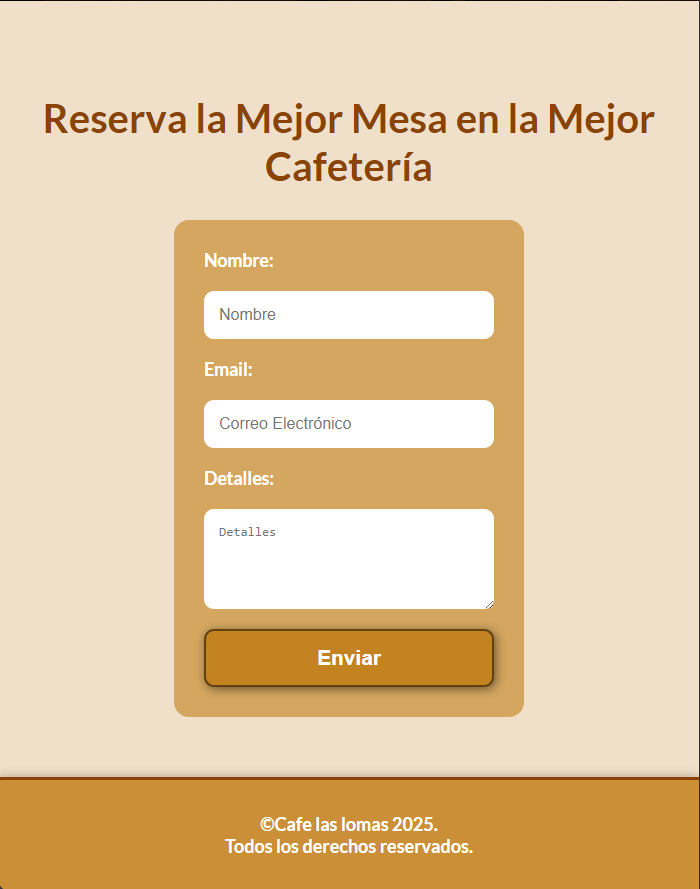 Reserva la Mejor Mesa en la Mejor
Cafetería
Nombre:
Nombre
Email:
Correo Electrónico
Detalles:
Detalles
Enviar
©Cafe las lomas 2025.
Todos los derechos reservados.